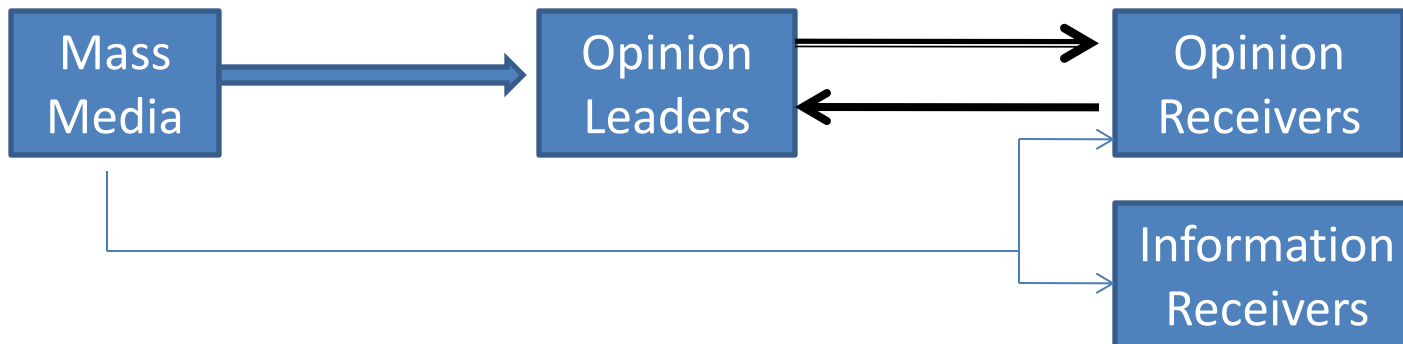 Mass
Media
Opinion
Leaders
Opinion
Receivers
Information
Receivers